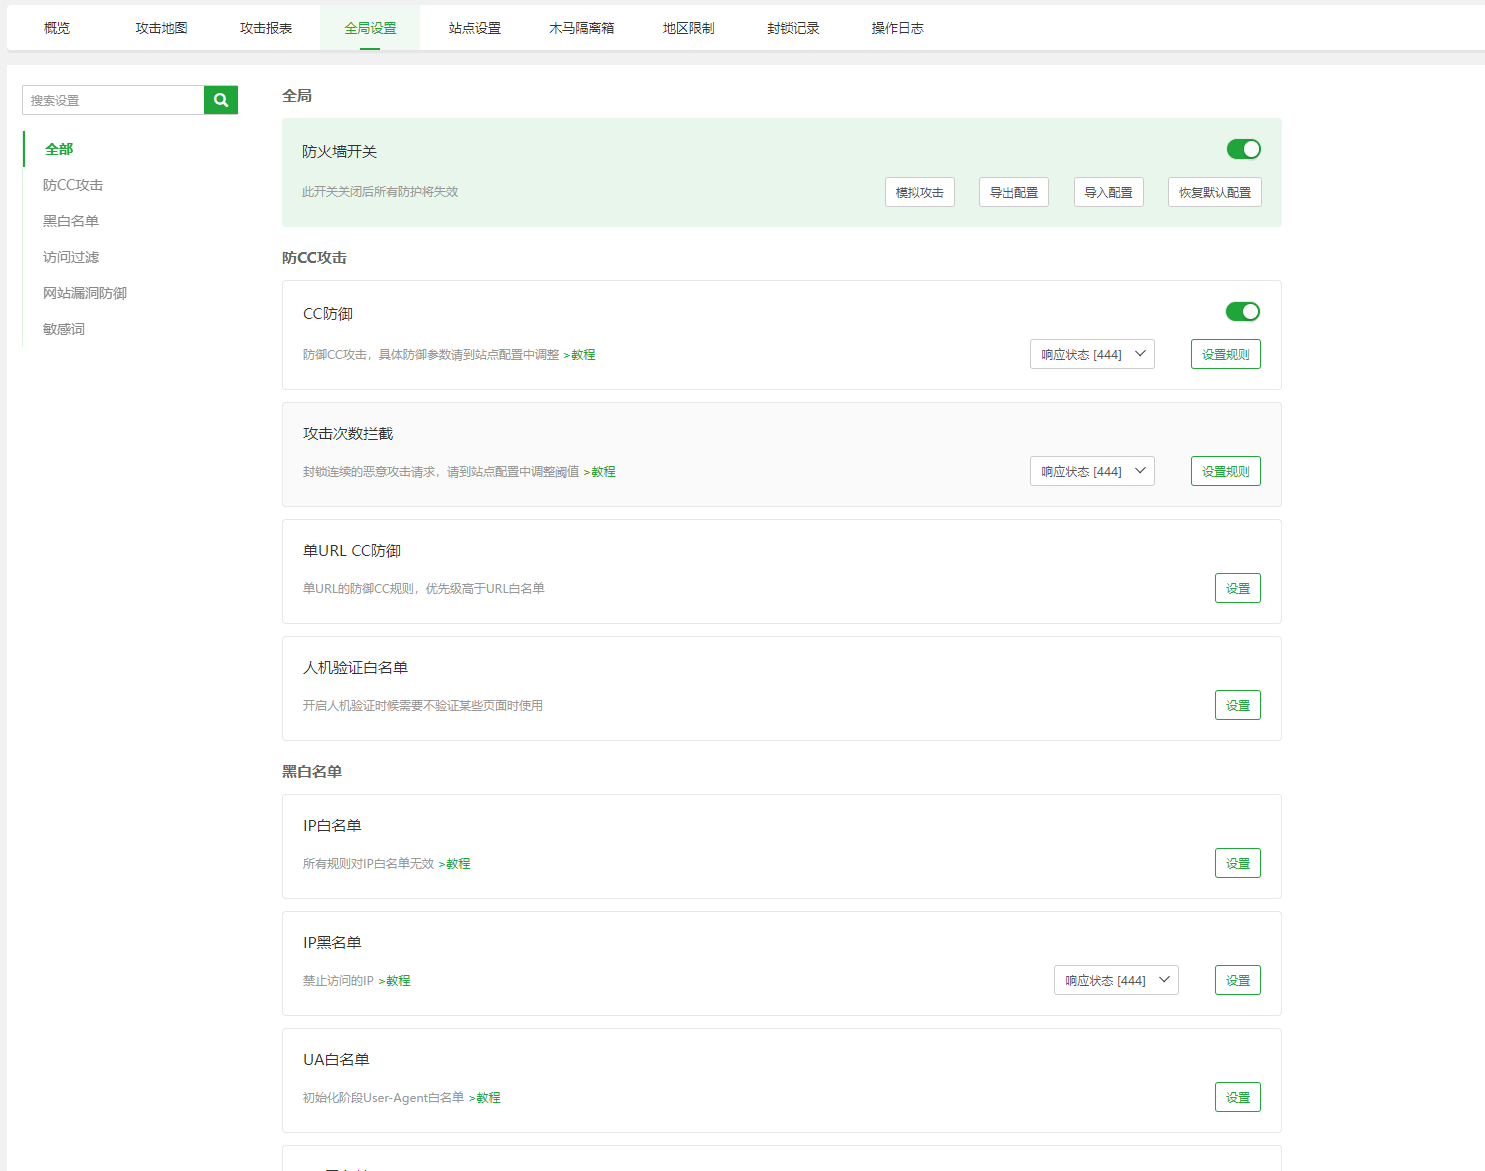 概览 攻击地图 攻击报表 全局设置 站点设置 木马隔离箱 地区限制 封锁记录 操作日志
搜索设置
全部
防CC攻击
黑白名单
访问过滤
网站漏洞防御
敏感词
全局
防火墙开关
此开关关闭后所有防护将失效
模拟攻击 导出配置 导入配置 恢复默认配置
防CC攻击
CC防御
防御CC攻击，具体防御参数请到站点配置中调整 >教程
响应状态 [444] 设置规则
攻击次数拦截
封锁连续的恶意攻击请求，请到站点配置中调整阈值 >教程
响应状态 [444] 设置规则
单URL CC防御
单URL的防御CC规则，优先级高于URL白名单
设置
人机验证白名单
开启人机验证时候需要不验证某些页面时使用
设置
黑白名单
IP白名单
所有规则对IP白名单无效 >教程
设置
IP黑名单
禁止访问的IP >教程
响应状态 [444] 设置
UA白名单
初始化阶段User-Agent白名单 >教程
设置